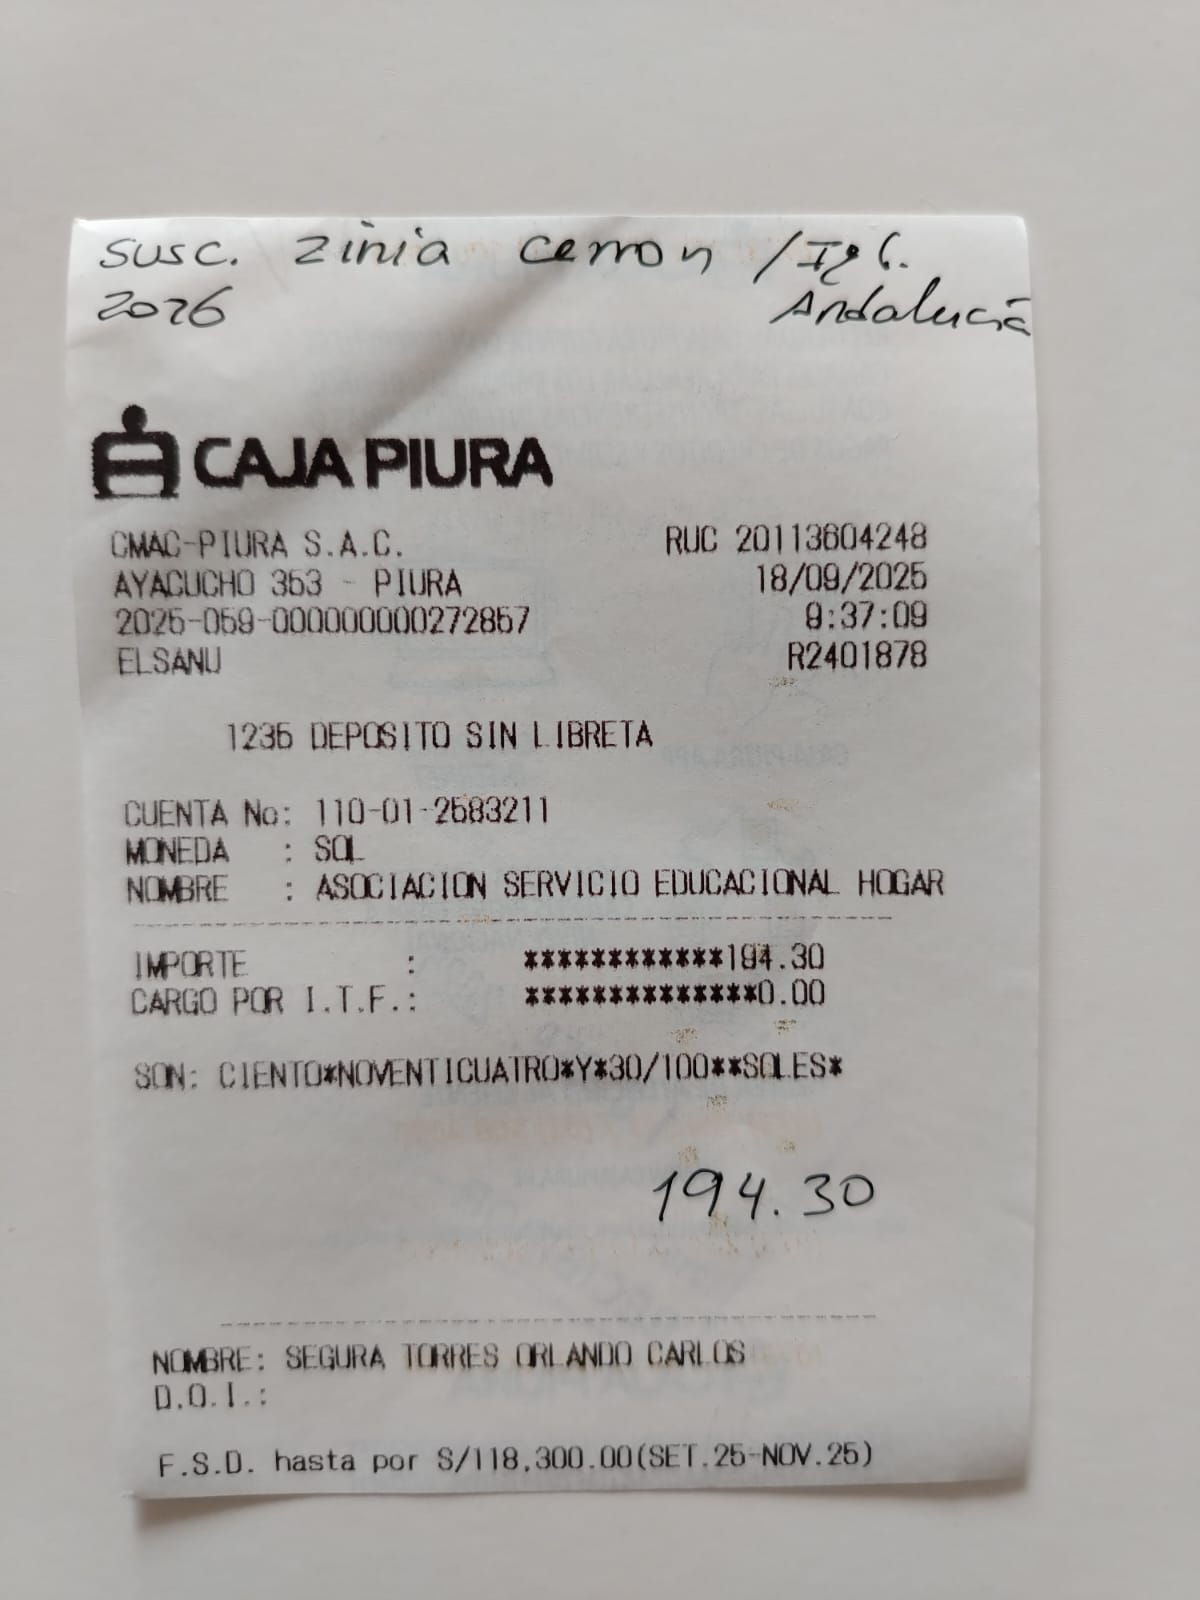 susc. Zinia Cerron / Igl.
2026 Andalucia
CAJA PIURA
CMAC-PIURA S.A.C. RUC 20113604248
AYACUCHO 353 - PIURA 18/09/2025
2025-059-000000000272857 9:37:09
ELSANU R2401878
1235 DEPOSITO SIN LIBRETA
CUENTA No: 110-01-2583211
MONEDA : SOL
NOMBRE : ASOCIACION SERVICIO EDUCACIONAL HOGAR
IMPORTE : ************194.30
CARGO POR I.T.F.: **************0.00
SON: CIENTO*NOVENTICUATRO*Y*30/100**SOLES*
194.30
NOMBRE: SEGURA TORRES ORLANDO CARLOS
D.O.I.:
F.S.D. hasta por S/118,300.00(SET.25-NOV.25)